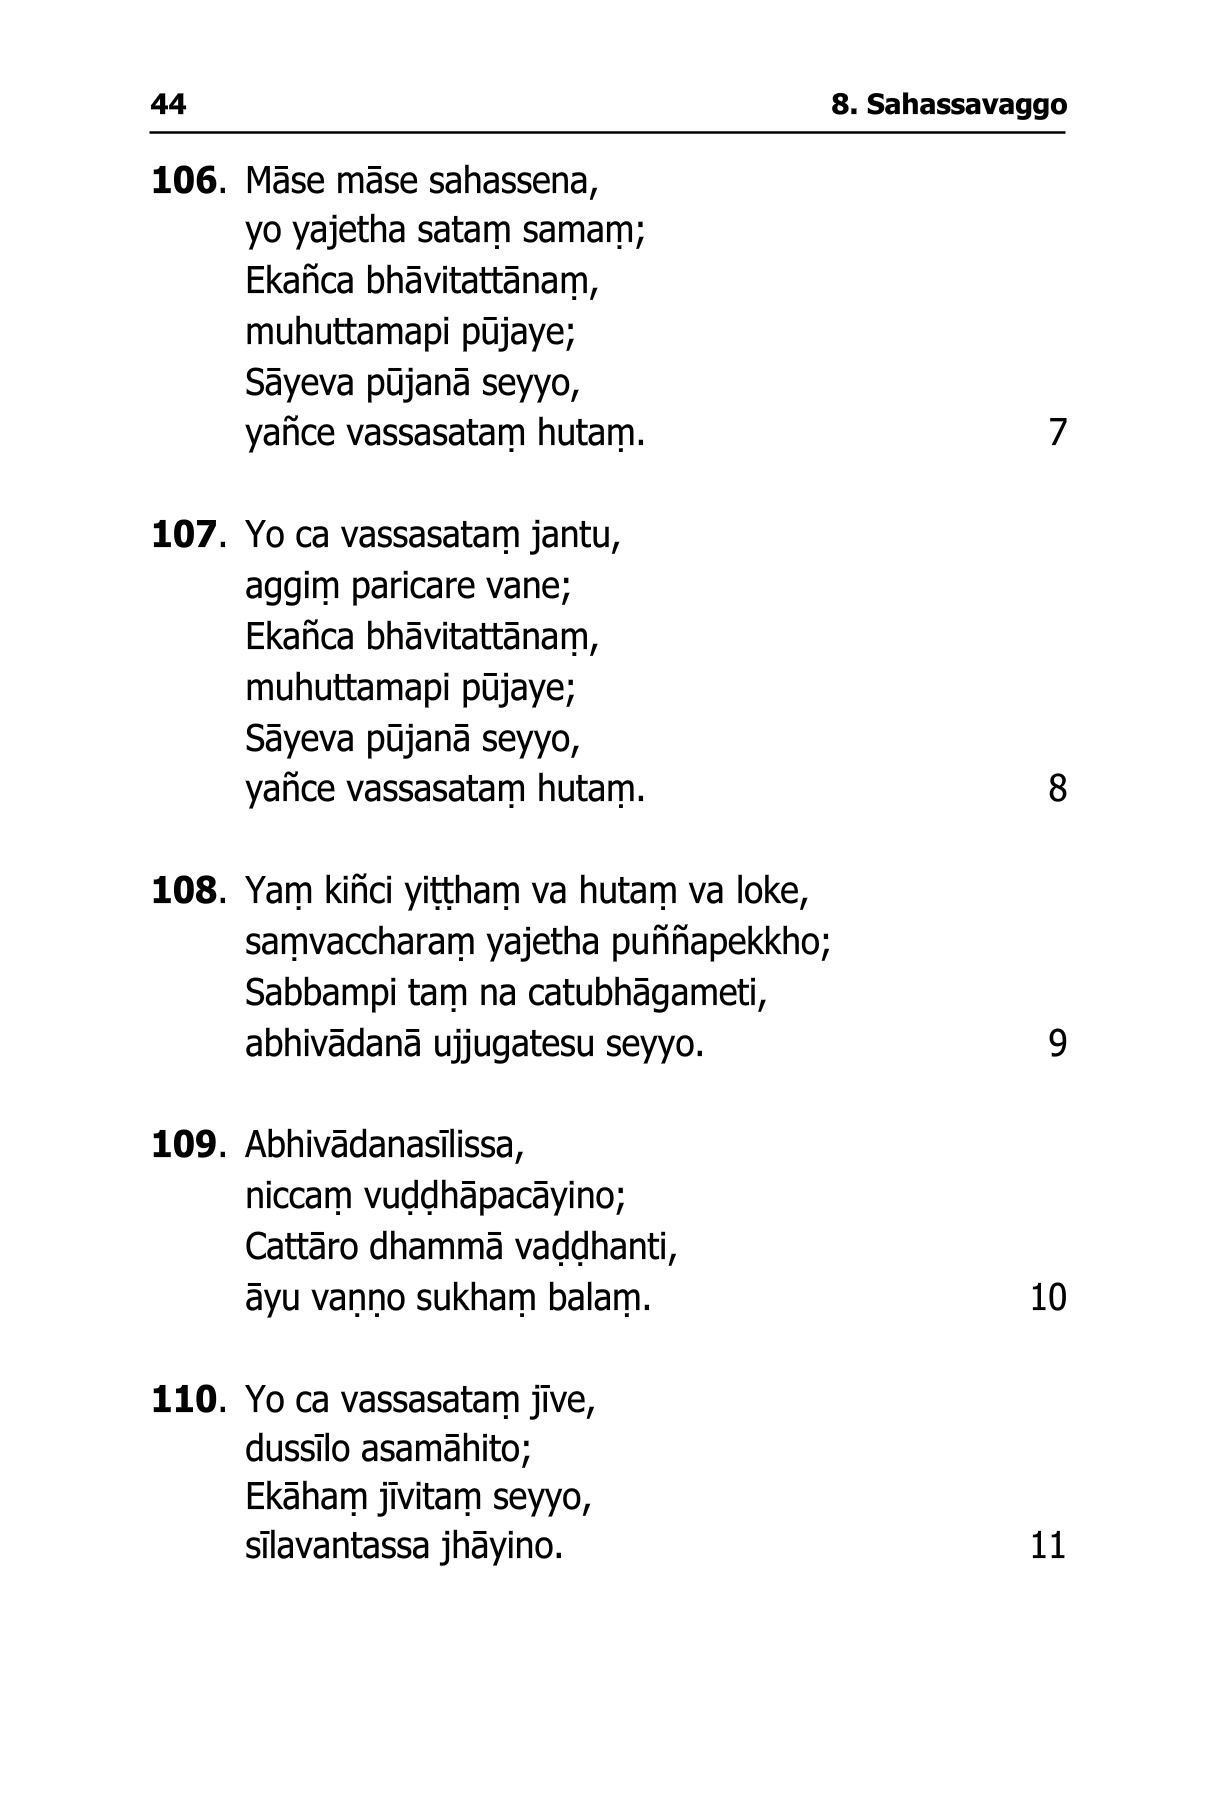 44 8. Sahassavaggo
106. Māse māse sahassena,
yo yajetha sataṃ samaṃ;
Ekañca bhāvitattānaṃ,
muhuttamapi pūjaye;
Sāyeva pūjanā seyyo,
yañce vassasataṃ hutaṃ. 7
107. Yo ca vassasataṃ jantu,
aggiṃ paricare vane;
Ekañca bhāvitattānaṃ,
muhuttamapi pūjaye;
Sāyeva pūjanā seyyo,
yañce vassasataṃ hutaṃ. 8
108. Yaṃ kiñci yiṭṭhaṃ va hutaṃ va loke,
saṃvaccharaṃ yajetha puññapekkho;
Sabbampi taṃ na catubhāgameti,
abhivādanā ujjugatesu seyyo. 9
109. Abhivādanasīlissa,
niccaṃ vuḍḍhāpacāyino;
Cattāro dhammā vaḍḍhanti,
āyu vaṇṇo sukhaṃ balaṃ. 10
110. Yo ca vassasataṃ jīve,
dussīlo asamāhito;
Ekāhaṃ jīvitaṃ seyyo,
sīlavantassa jhāyino. 11